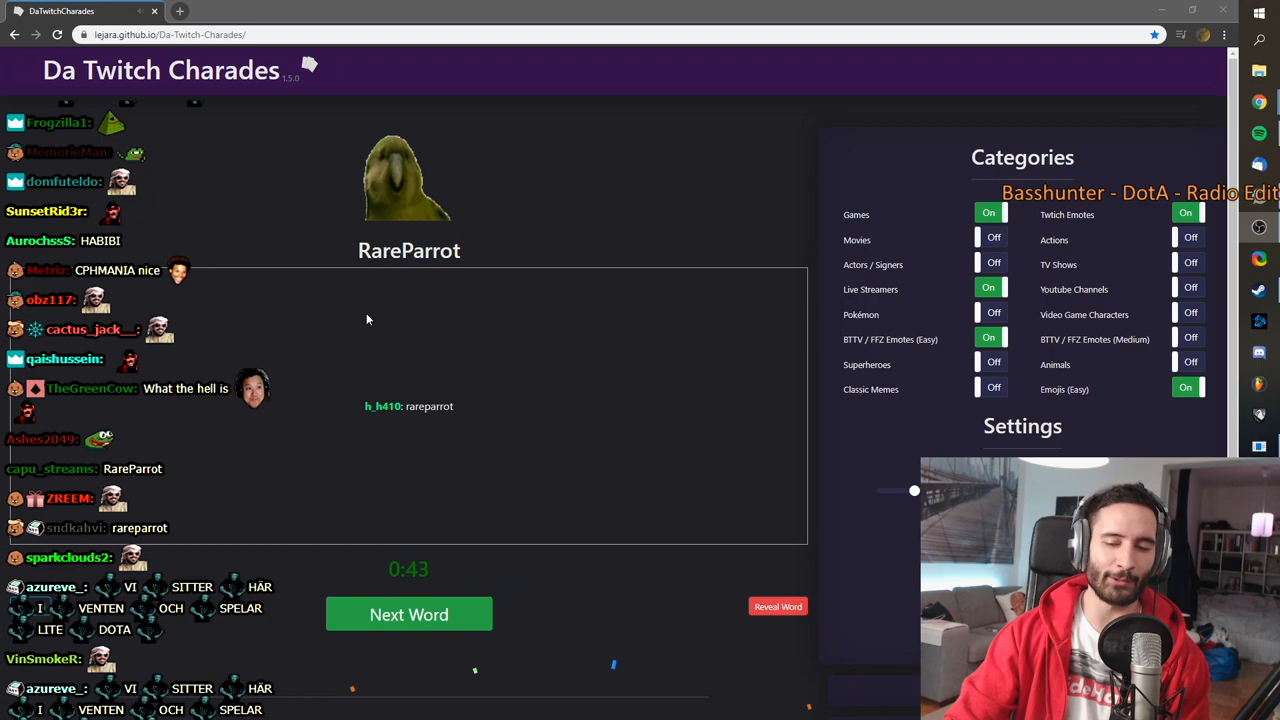 DaTwitchCharades
lejara.github.io/Da-Twitch-Charades/
Da Twitch Charades 1.5.0
Frogzilla1:
MemorieMan:
domfuteldo:
SunsetRid3r:
AurochssS: HABIBI
Metriz: CPHMANIA nice
obz117:
cactus_jack__:
qaishussein:
TheGreenCow: What the hell is
Ashes2049:
capu_streams: RareParrot
ZREEM:
sndkahvi: rareparrot
sparkclouds2:
azureve_: VI SITTER HÄR
I VENTEN OCH SPELAR
LITE DOTA
VinSmokeR:
azureve_: VI SITTER HÄR
I VENTEN OCH SPELAR
RareParrot
h_h410: rareparrot
0:43
Next Word
Reveal Word
Categories
Basshunter - DotA - Radio Edit
Games On Twtich Emotes On
Movies Off Actions Off
Actors / Signers Off TV Shows Off
Live Streamers On Youtube Channels Off
Pokémon Off Video Game Characters Off
BTTV / FFZ Emotes (Easy) On BTTV / FFZ Emotes (Medium) Off
Superheroes Off Animals Off
Classic Memes Off Emojis (Easy) On
Settings